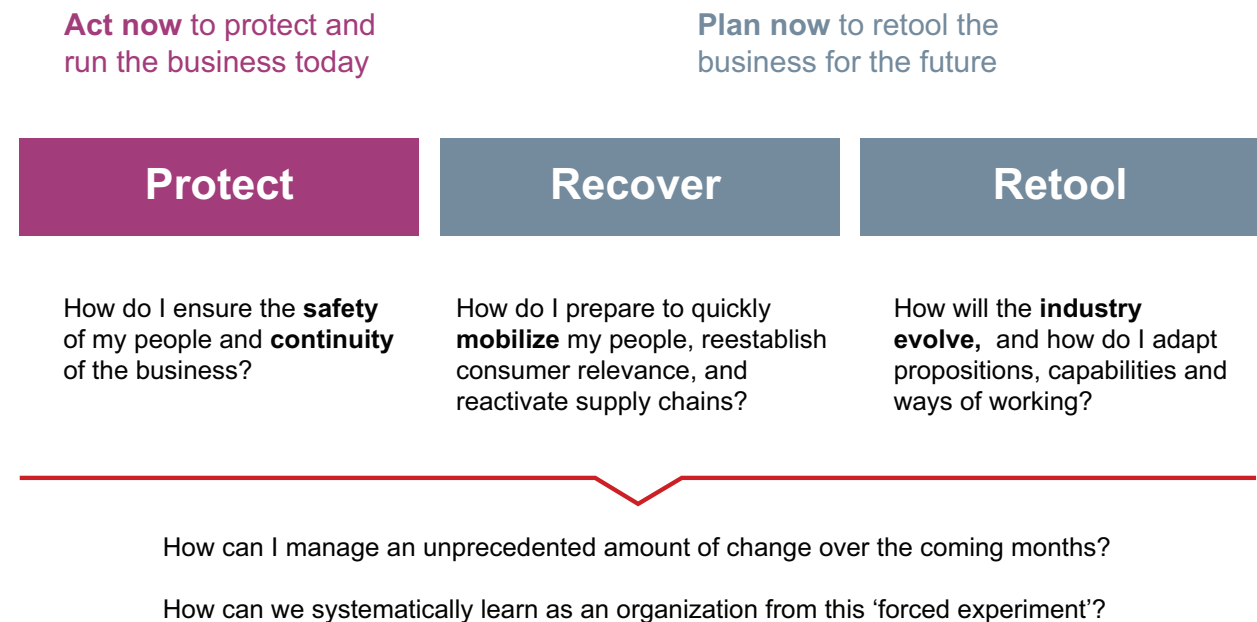 Act now to protect and
run the business today
Plan now to retool the
business for the future
Protect
Recover
Retool
How do I ensure the safety
of my people and continuity
of the business?
How do I prepare to quickly
mobilize my people, reestablish
consumer relevance, and
reactivate supply chains?
How will the industry
evolve,  and how do I adapt
propositions, capabilities and
ways of working?
How can I manage an unprecedented amount of change over the coming months?
How can we systematically learn as an organization from this ‘forced experiment’?